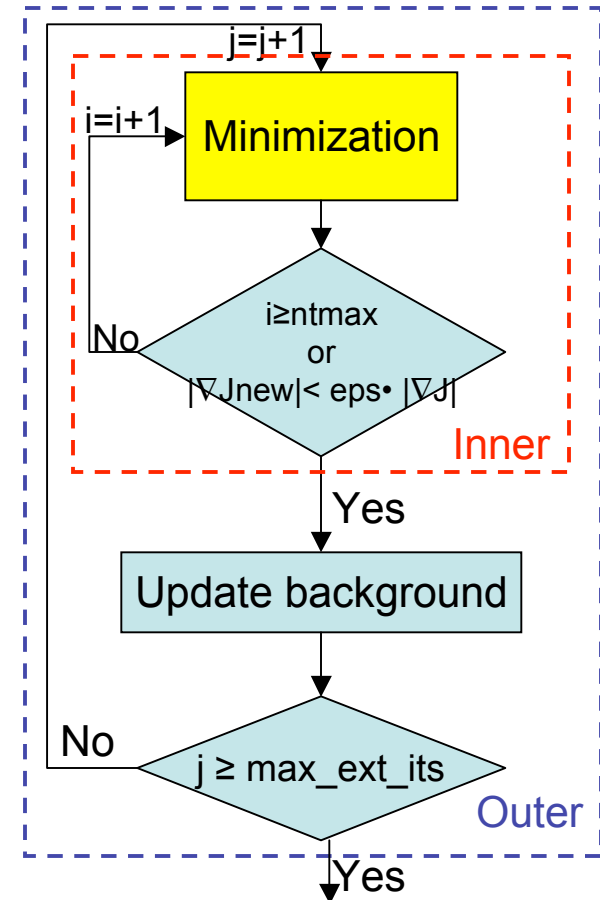 j=j+1
i=i+1
Minimization
i≥ntmax
or
|∇Jnew|< eps• |∇J|
No
Inner
Yes
Update background
No
j ≥ max_ext_its
Outer
Yes